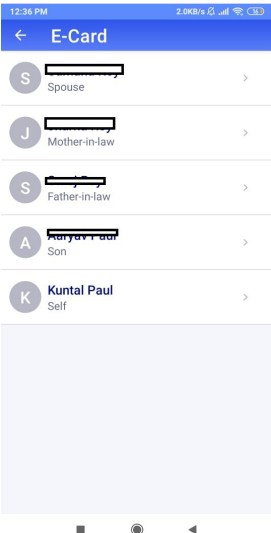 12:36 PM 2.0KB/s
← E-Card
S
Spouse
J
Mother-in-law
S
Father-in-law
A
Son
K Kuntal Paul
Self